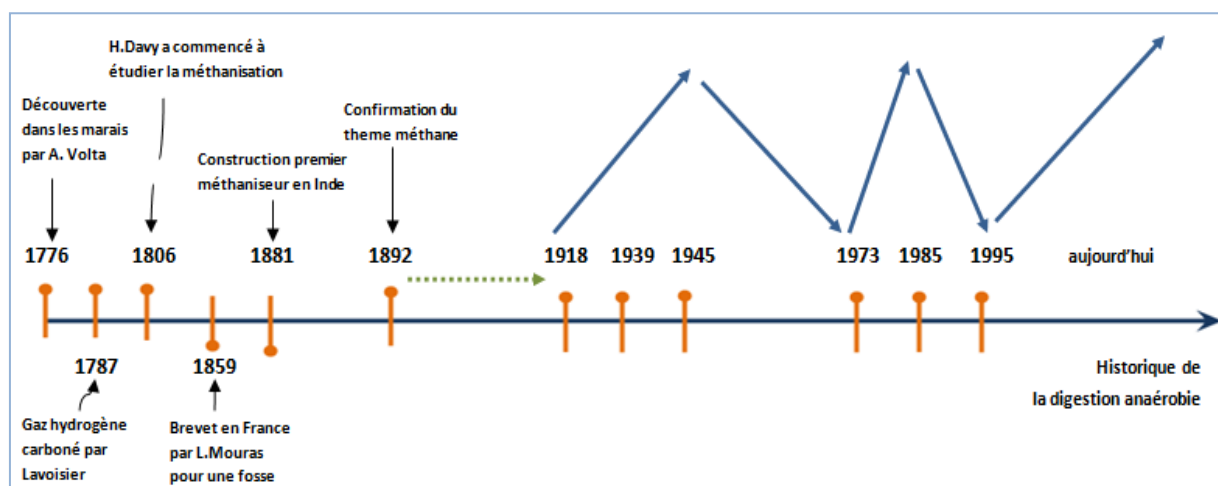 H.Davy a commencé à
étudier la méthanisation
Découverte
dans les marais
par A. Volta
Confirmation du
theme méthane
Construction premier
méthaniseur en Inde
1776
1806
1881
1892
1918
1939
1945
1973
1985
1995
aujourd'hui
1787
1859
Historique de
la digestion anaérobie
Gaz hydrogène
carboné par
Lavoisier
Brevet en France
par L.Mouras
pour une fosse